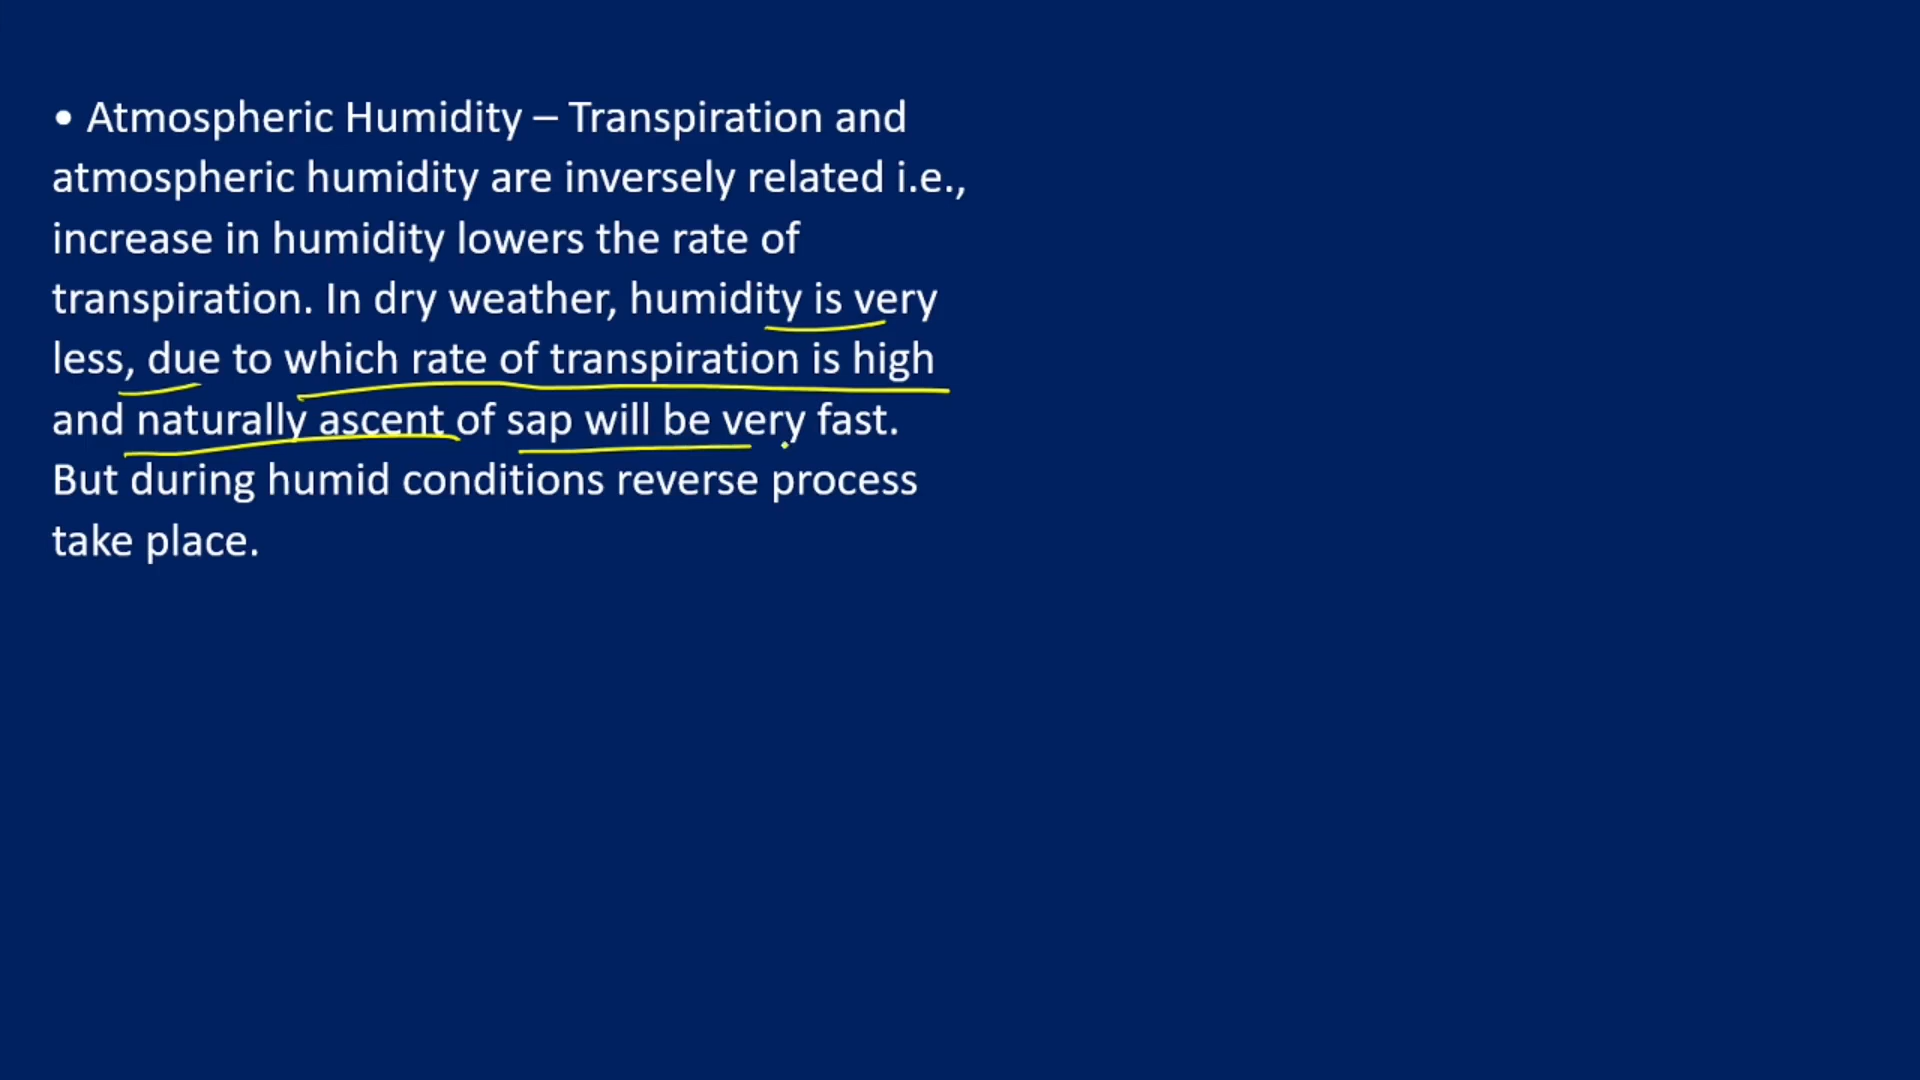 • Atmospheric Humidity – Transpiration and
atmospheric humidity are inversely related i.e.,
increase in humidity lowers the rate of
transpiration. In dry weather, humidity is very
less, due to which rate of transpiration is high
and naturally ascent of sap will be very fast.
But during humid conditions reverse process
take place.